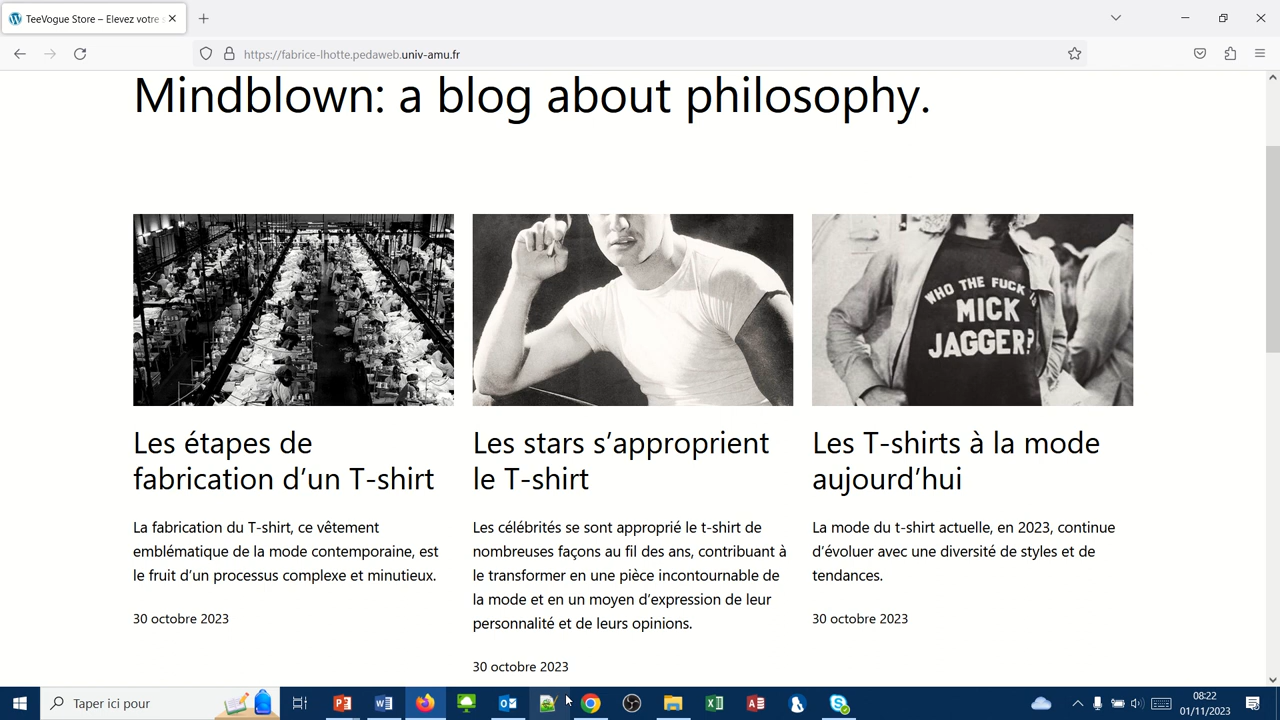 TeeVogue Store – Elevez votre s
https://fabrice-lhotte.pedaweb.univ-amu.fr
Mindblown: a blog about philosophy.
WHO THE FUCK IS
MICK
JAGGER?
Les étapes de
fabrication d’un T-shirt
La fabrication du T-shirt, ce vêtement
emblématique de la mode contemporaine, est
le fruit d’un processus complexe et minutieux.
30 octobre 2023
Les stars s’approprient
le T-shirt
Les célébrités se sont approprié le t-shirt de
nombreuses façons au fil des ans, contribuant à
le transformer en une pièce incontournable de
la mode et en un moyen d’expression de leur
personnalité et de leurs opinions.
30 octobre 2023
Les T-shirts à la mode
aujourd’hui
La mode du t-shirt actuelle, en 2023, continue
d’évoluer avec une diversité de styles et de
tendances.
30 octobre 2023
Taper ici pour
08:22
01/11/2023